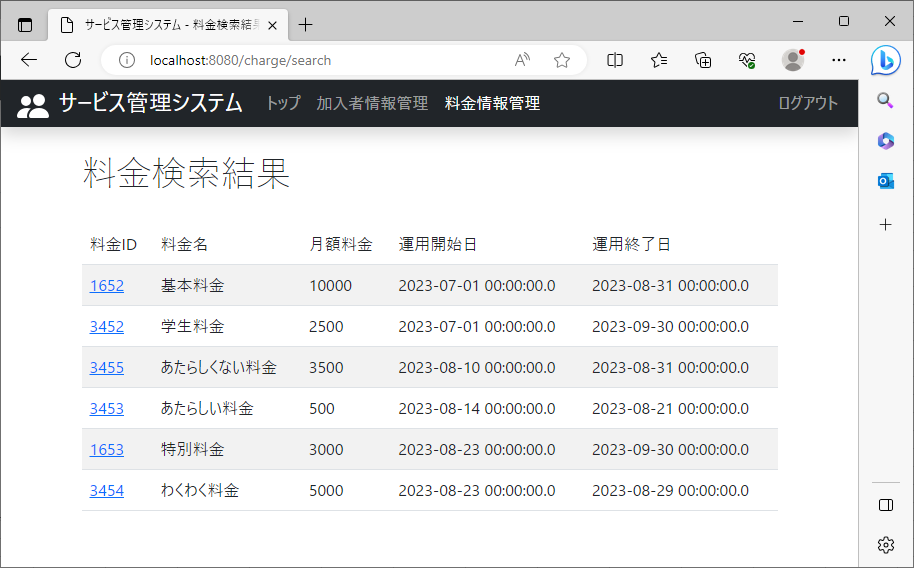 サービス管理システム - 料金検索結果
localhost:8080/charge/search
サービス管理システム トップ 加入者情報管理 料金情報管理 ログアウト
料金検索結果
料金ID 料金名 月額料金 運用開始日 運用終了日
1652 基本料金 10000 2023-07-01 00:00:00.0 2023-08-31 00:00:00.0
3452 学生料金 2500 2023-07-01 00:00:00.0 2023-09-30 00:00:00.0
3455 あたらしくない料金 3500 2023-08-10 00:00:00.0 2023-08-31 00:00:00.0
3453 あたらしい料金 500 2023-08-14 00:00:00.0 2023-08-21 00:00:00.0
1653 特別料金 3000 2023-08-23 00:00:00.0 2023-09-30 00:00:00.0
3454 わくわく料金 5000 2023-08-23 00:00:00.0 2023-08-29 00:00:00.0